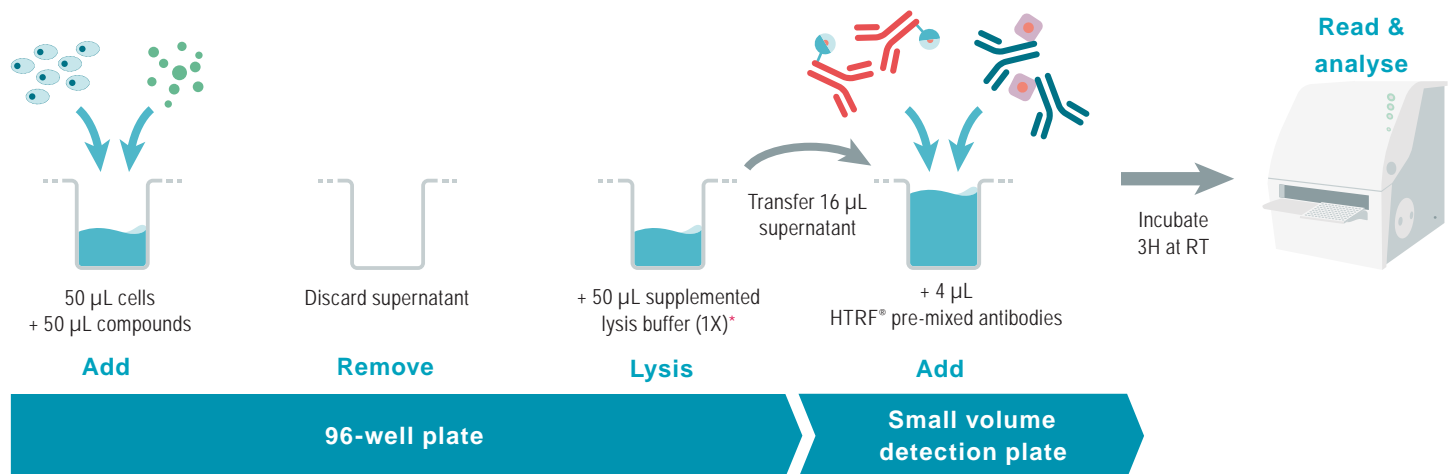 50 µL cells
+ 50 µL compounds
Add
Discard supernatant
Remove
+ 50 µL supplemented
lysis buffer (1X)*
Lysis
96-well plate
Transfer 16 µL
supernatant
+ 4 µL
HTRF® pre-mixed antibodies
Add
Small volume
detection plate
Incubate
3H at RT
Read &
analyse